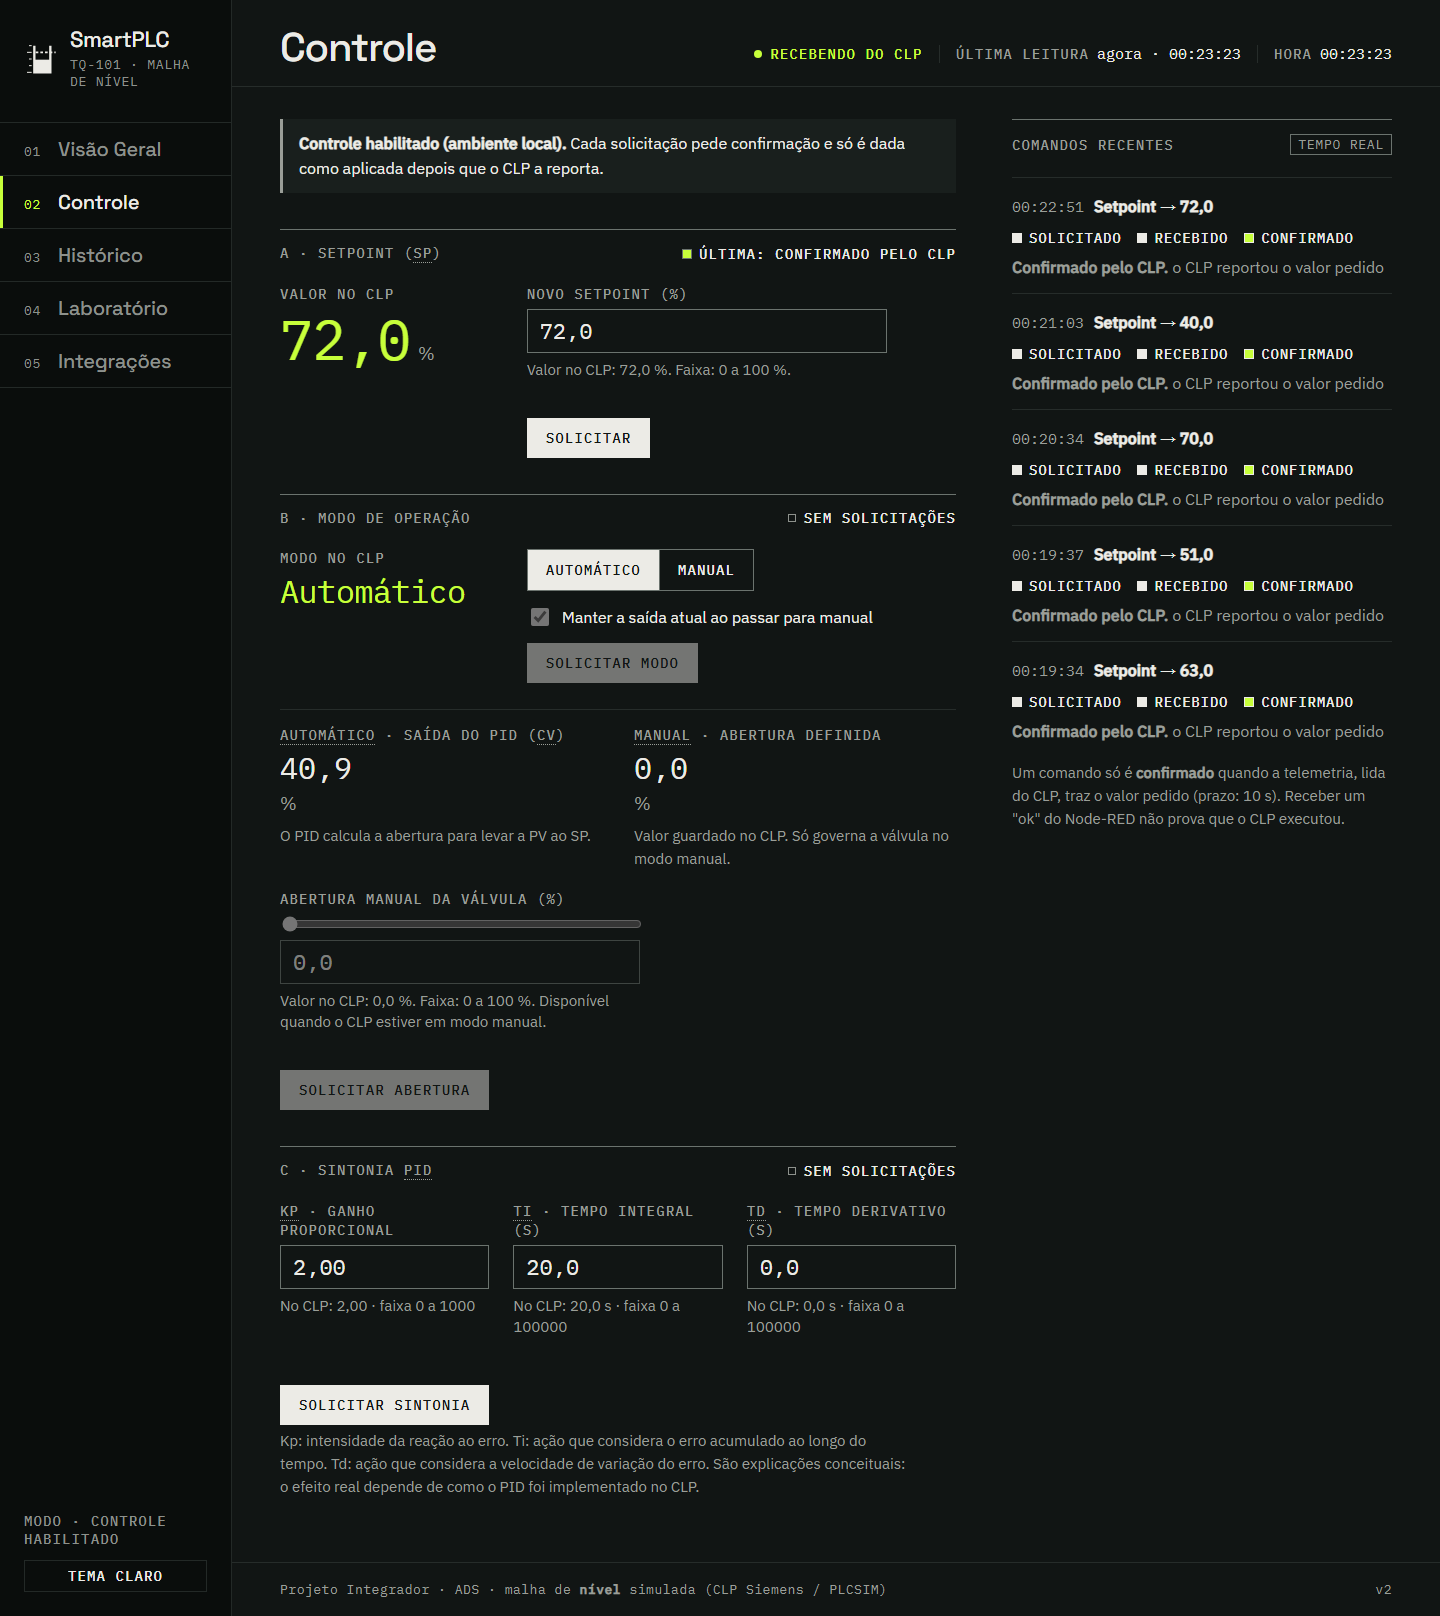 SmartPLC
TQ-101 · MALHA
DE NÍVEL
01 Visão Geral
02 Controle
03 Histórico
04 Laboratório
05 Integrações
MODO · CONTROLE
HABILITADO
TEMA CLARO
Controle
RECEBENDO DO CLP
ÚLTIMA LEITURA agora · 00:23:23
HORA 00:23:23
Controle habilitado (ambiente local). Cada solicitação pede confirmação e só é dada
como aplicada depois que o CLP a reporta.
A · SETPOINT (SP)
ÚLTIMA: CONFIRMADO PELO CLP
VALOR NO CLP
72,0 %
NOVO SETPOINT (%)
72,0
Valor no CLP: 72,0 %. Faixa: 0 a 100 %.
SOLICITAR
B · MODO DE OPERAÇÃO
SEM SOLICITAÇÕES
MODO NO CLP
Automático
AUTOMÁTICO MANUAL
Manter a saída atual ao passar para manual
SOLICITAR MODO
AUTOMÁTICO · SAÍDA DO PID (CV)
40,9
%
O PID calcula a abertura para levar a PV ao SP.
MANUAL · ABERTURA DEFINIDA
0,0
%
Valor guardado no CLP. Só governa a válvula no
modo manual.
ABERTURA MANUAL DA VÁLVULA (%)
0,0
Valor no CLP: 0,0 %. Faixa: 0 a 100 %. Disponível
quando o CLP estiver em modo manual.
SOLICITAR ABERTURA
C · SINTONIA PID
SEM SOLICITAÇÕES
KP · GANHO
PROPORCIONAL
2,00
No CLP: 2,00 · faixa 0 a 1000
TI · TEMPO INTEGRAL
(S)
20,0
No CLP: 20,0 s · faixa 0 a
100000
TD · TEMPO DERIVATIVO
(S)
0,0
No CLP: 0,0 s · faixa 0 a
100000
SOLICITAR SINTONIA
Kp: intensidade da reação ao erro. Ti: ação que considera o erro acumulado ao longo do
tempo. Td: ação que considera a velocidade de variação do erro. São explicações conceituais:
o efeito real depende de como o PID foi implementado no CLP.
COMANDOS RECENTES
TEMPO REAL
00:22:51 Setpoint → 72,0
SOLICITADO RECEBIDO CONFIRMADO
Confirmado pelo CLP. o CLP reportou o valor pedido
00:21:03 Setpoint → 40,0
SOLICITADO RECEBIDO CONFIRMADO
Confirmado pelo CLP. o CLP reportou o valor pedido
00:20:34 Setpoint → 70,0
SOLICITADO RECEBIDO CONFIRMADO
Confirmado pelo CLP. o CLP reportou o valor pedido
00:19:37 Setpoint → 51,0
SOLICITADO RECEBIDO CONFIRMADO
Confirmado pelo CLP. o CLP reportou o valor pedido
00:19:34 Setpoint → 63,0
SOLICITADO RECEBIDO CONFIRMADO
Confirmado pelo CLP. o CLP reportou o valor pedido
Um comando só é confirmado quando a telemetria, lida
do CLP, traz o valor pedido (prazo: 10 s). Receber um
"ok" do Node-RED não prova que o CLP executou.
Projeto Integrador · ADS · malha de nível simulada (CLP Siemens / PLCSIM)
v2